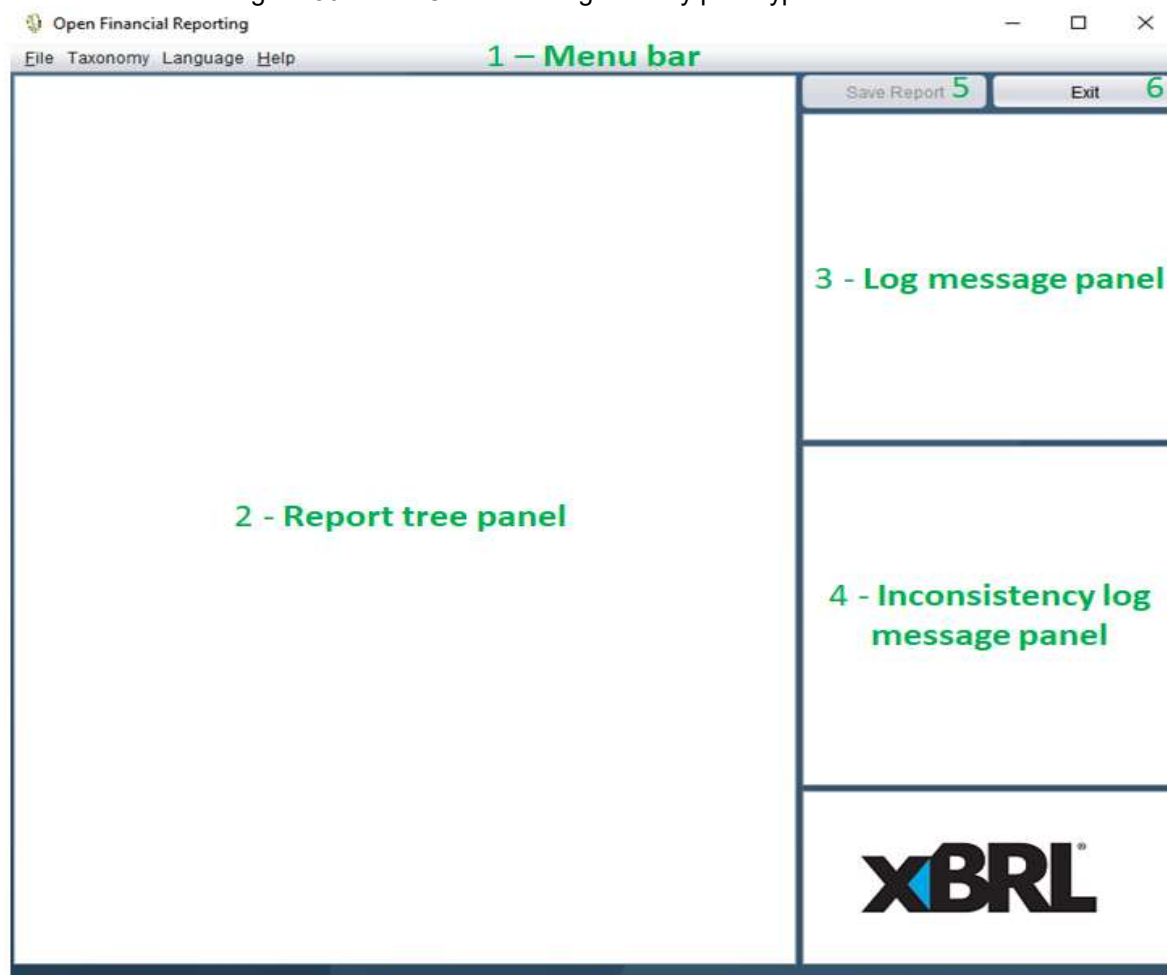 Open Financial Reporting
File Taxonomy Language Help
1 – Menu bar
Save Report 5
Exit 6
3 - Log message panel
2 - Report tree panel
4 - Inconsistency log
message panel
XBRL®